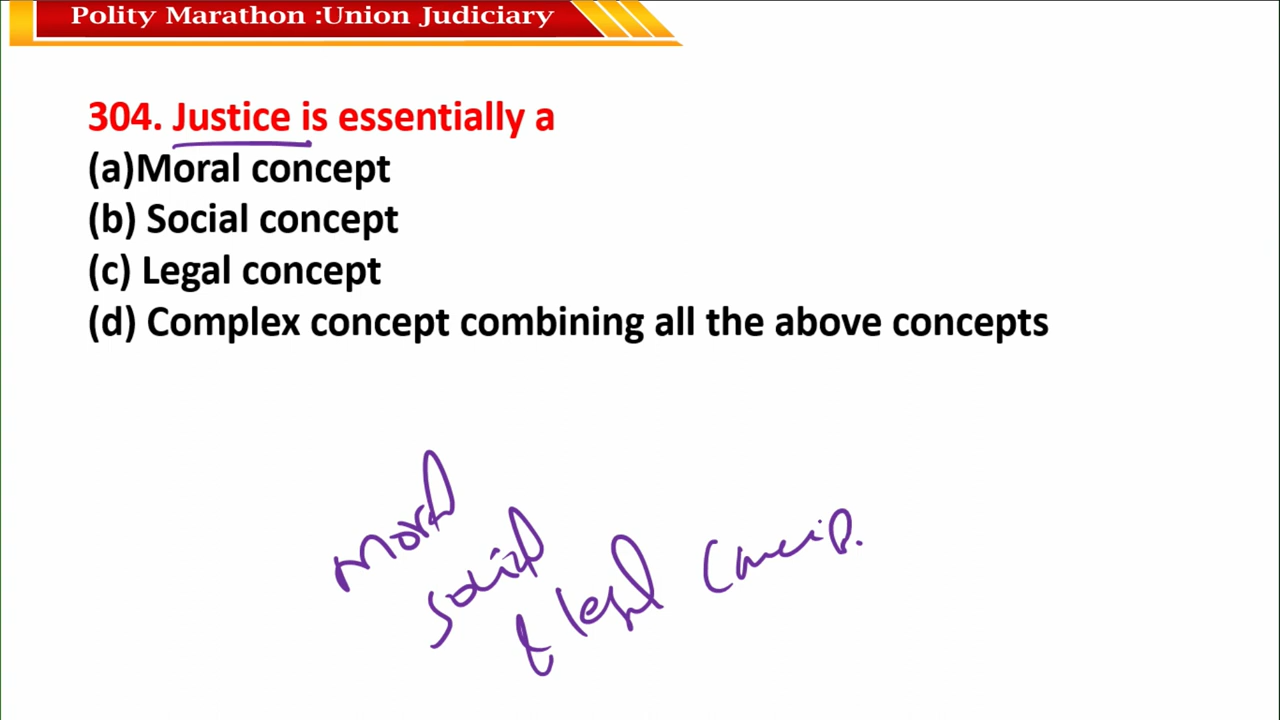 Polity Marathon :Union Judiciary
304. Justice is essentially a
(a)Moral concept
(b) Social concept
(c) Legal concept
(d) Complex concept combining all the above concepts
Moral
social
& legal